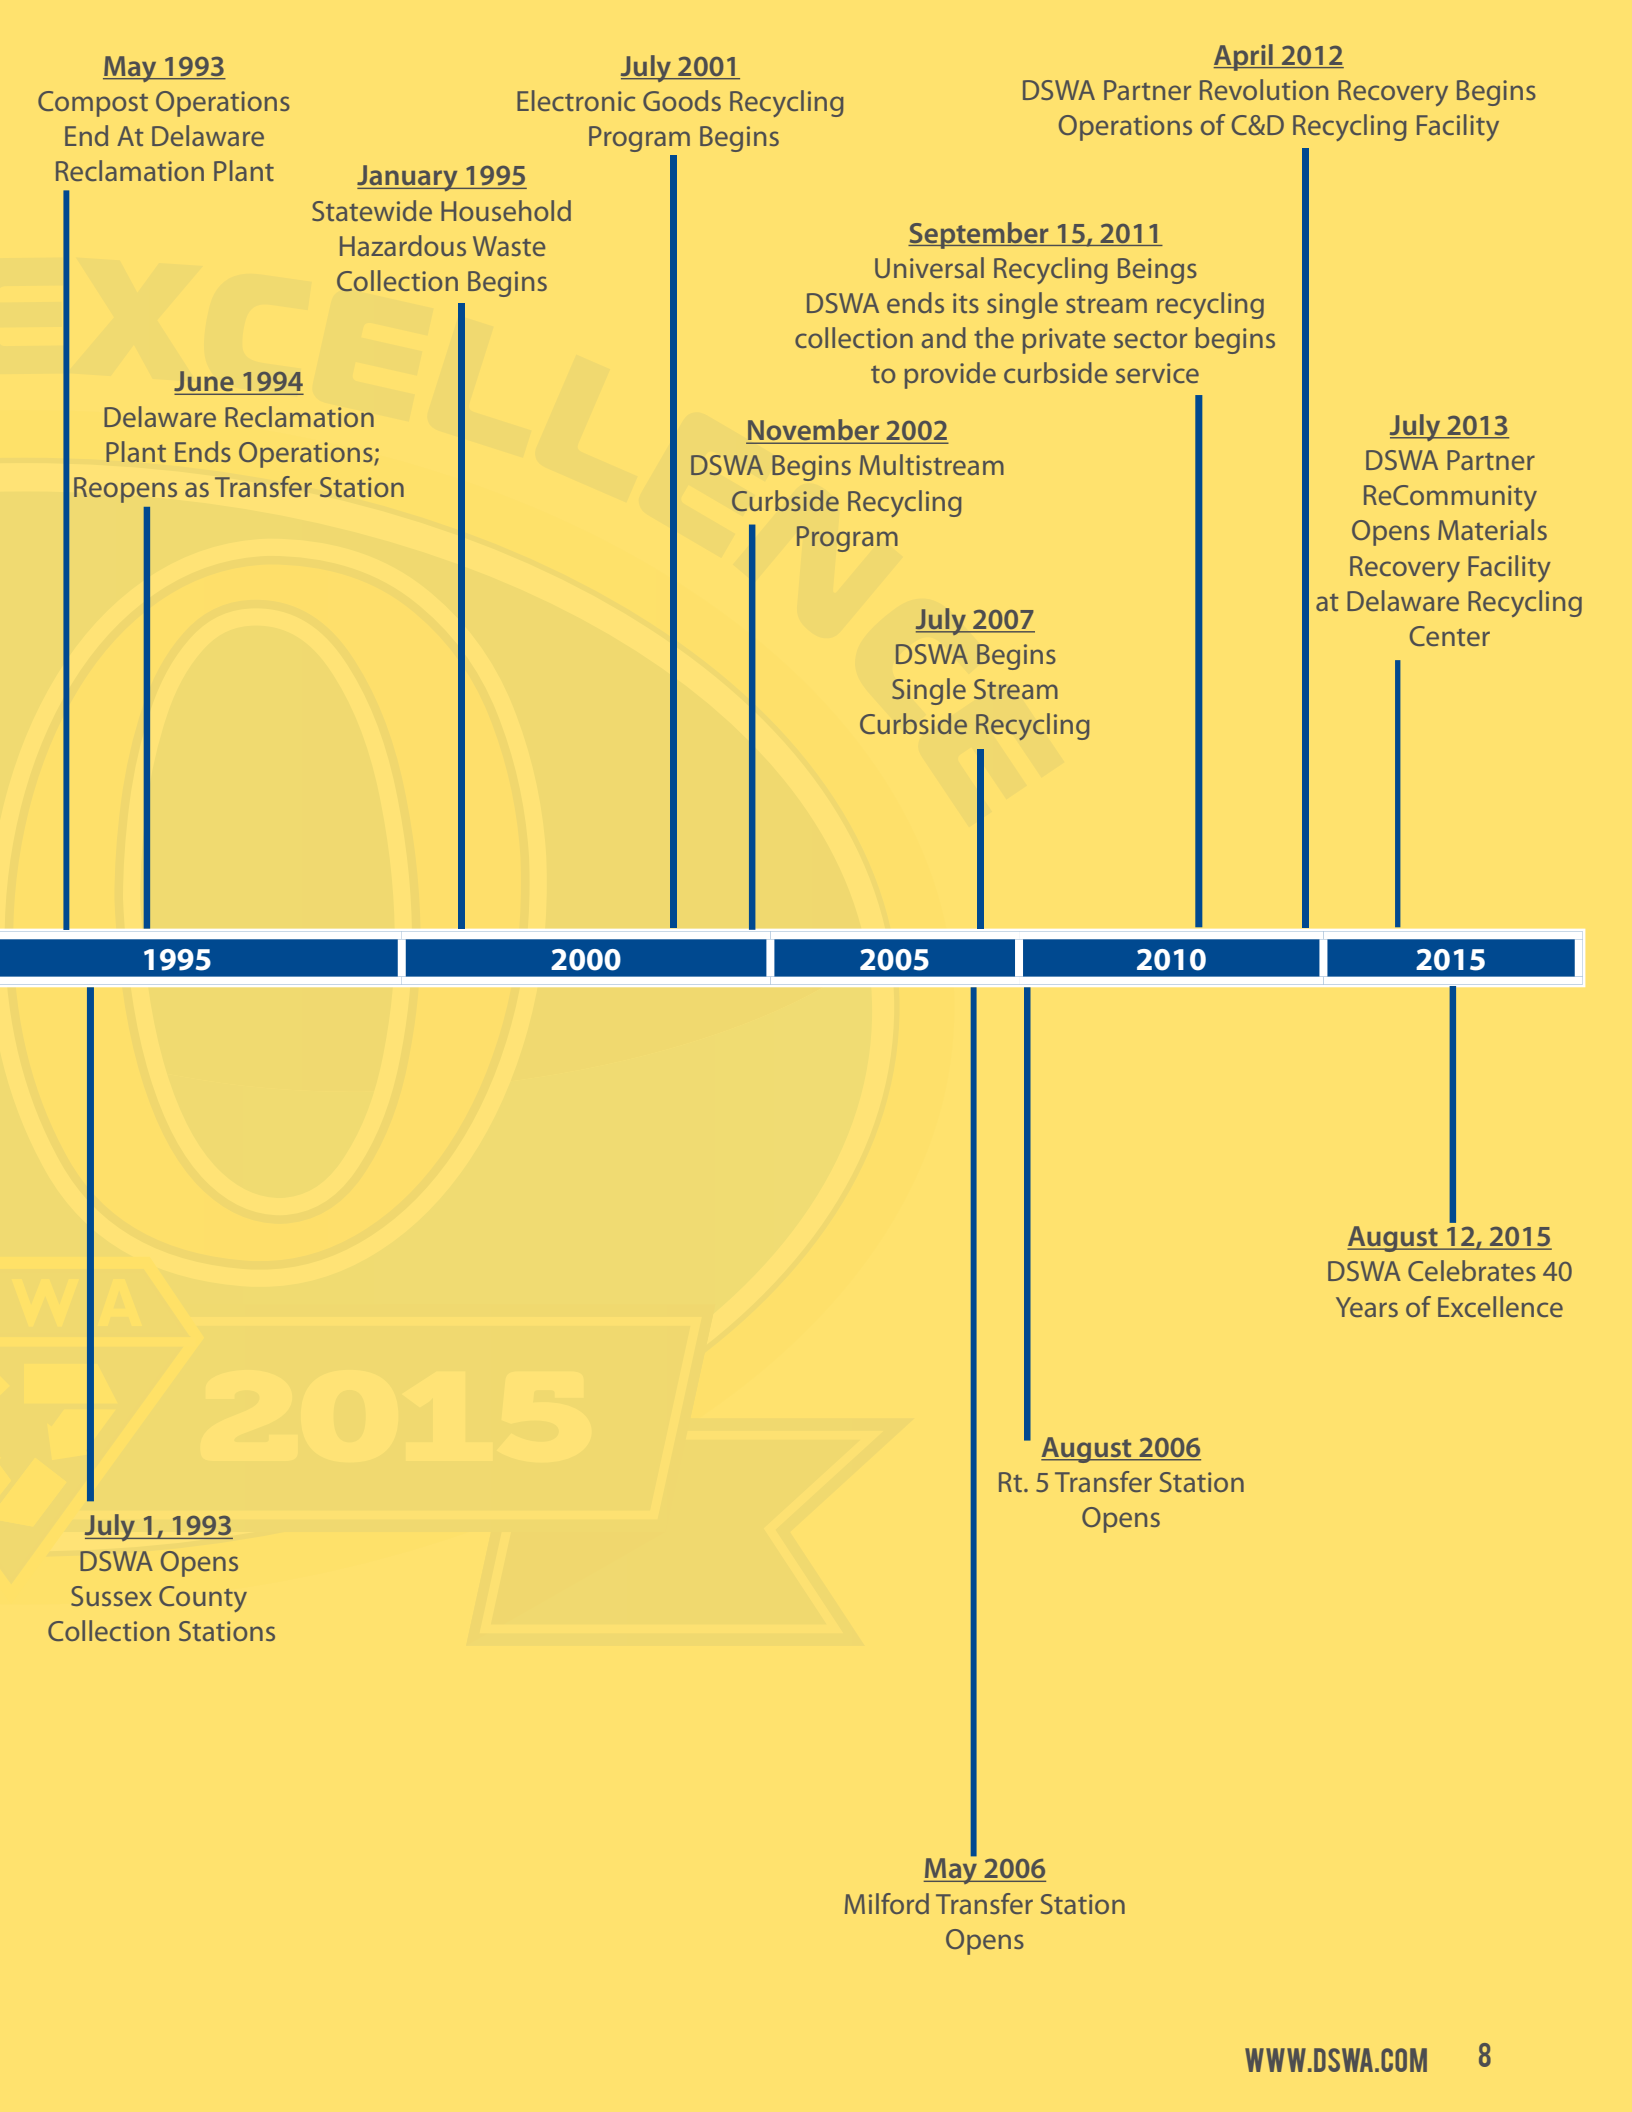 May 1993
Compost Operations
End At Delaware
Reclamation Plant
January 1995
Statewide Household
Hazardous Waste
Collection Begins
June 1994
Delaware Reclamation
Plant Ends Operations;
Reopens as Transfer Station
July 2001
Electronic Goods Recycling
Program Begins
November 2002
DSWA Begins Multistream
Curbside Recycling
Program
April 2012
DSWA Partner Revolution Recovery Begins
Operations of C&D Recycling Facility
September 15, 2011
Universal Recycling Beings
DSWA ends its single stream recycling
collection and the private sector begins
to provide curbside service
July 2007
DSWA Begins
Single Stream
Curbside Recycling
July 2013
DSWA Partner
ReCommunity
Opens Materials
Recovery Facility
at Delaware Recycling
Center
EXCELLENCE
0
1995 2000 2005 2010 2015
August 12, 2015
DSWA Celebrates 40
Years of Excellence
WA
2015
August 2006
Rt. 5 Transfer Station
Opens
July 1, 1993
DSWA Opens
Sussex County
Collection Stations
May 2006
Milford Transfer Station
Opens
WWW.DSWA.COM 8